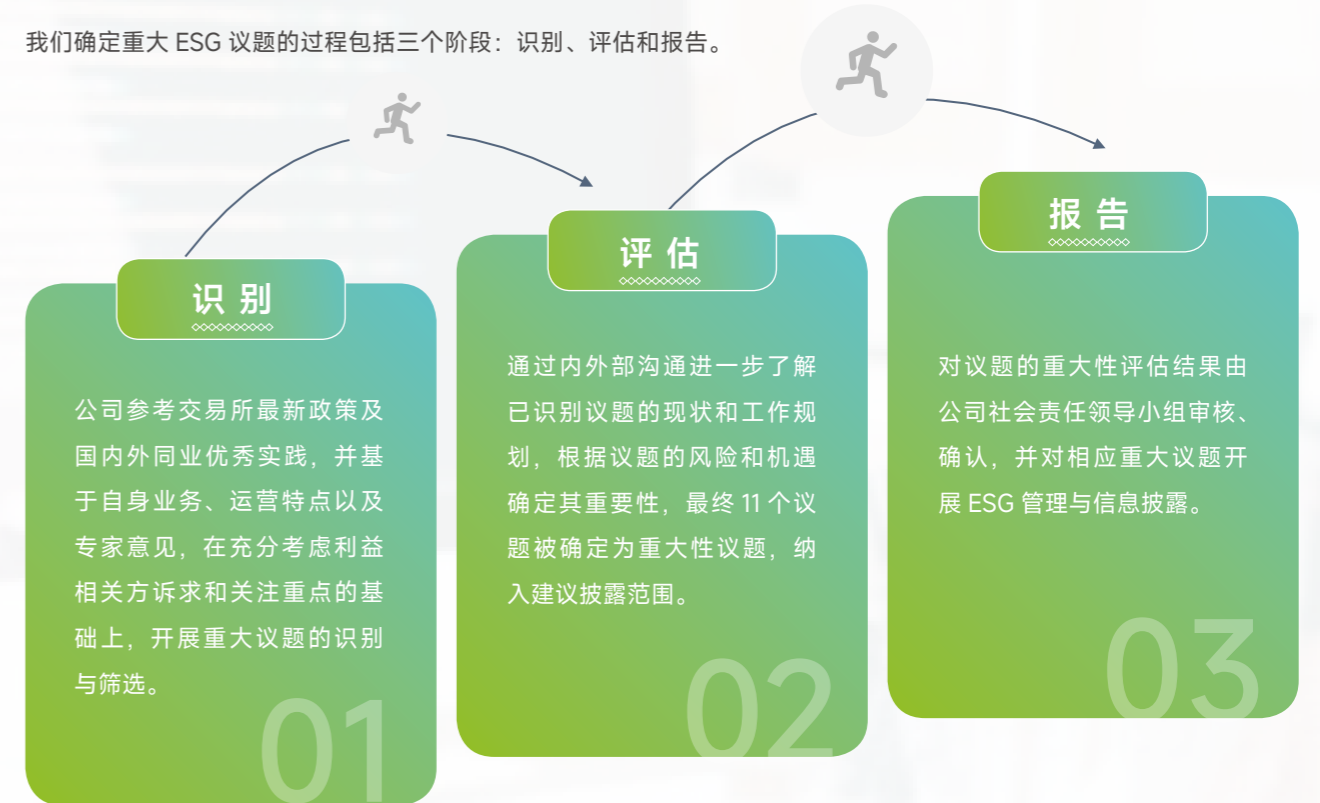 我们确定重大 ESG 议题的过程包括三个阶段：识别、评估和报告。
识别
公司参考交易所最新政策及
国内外同业优秀实践，并基
于自身业务、运营特点以及
专家意见，在充分考虑利益
相关方诉求和关注重点的基
础上，开展重大议题的识别
与筛选。
01
评估
通过内外部沟通进一步了解
已识别议题的现状和工作规
划，根据议题的风险和机遇
确定其重要性，最终 11 个议
题被确定为重大性议题，纳
入建议披露范围。
02
报告
对议题的重大性评估结果由
公司社会责任领导小组审核、
确认，并对相应重大议题开
展 ESG 管理与信息披露。
03